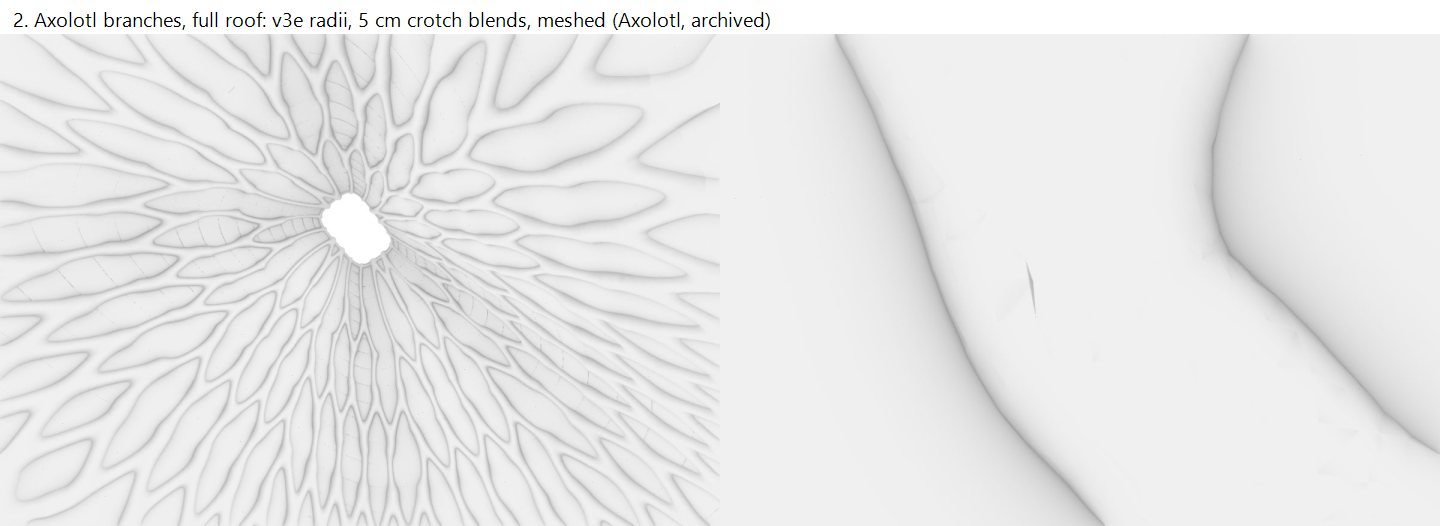 2. Axolotl branches, full roof: v3e radii, 5 cm crotch blends, meshed (Axolotl, archived)